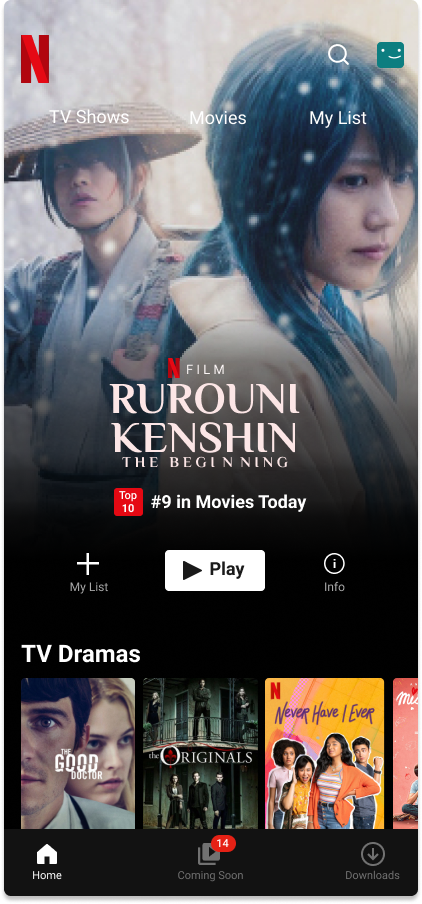 N
TV Shows
Movies
My List
N FILM
RUROUNI
KENSHIN
THE BEGINNING
Top
10
#9 in Movies Today
My List
Play
Info
TV Dramas
THE
GOOD
DOCTOR
the ORIGINALS
N
Never Have I Ever
14
Home
Coming Soon
Downloads